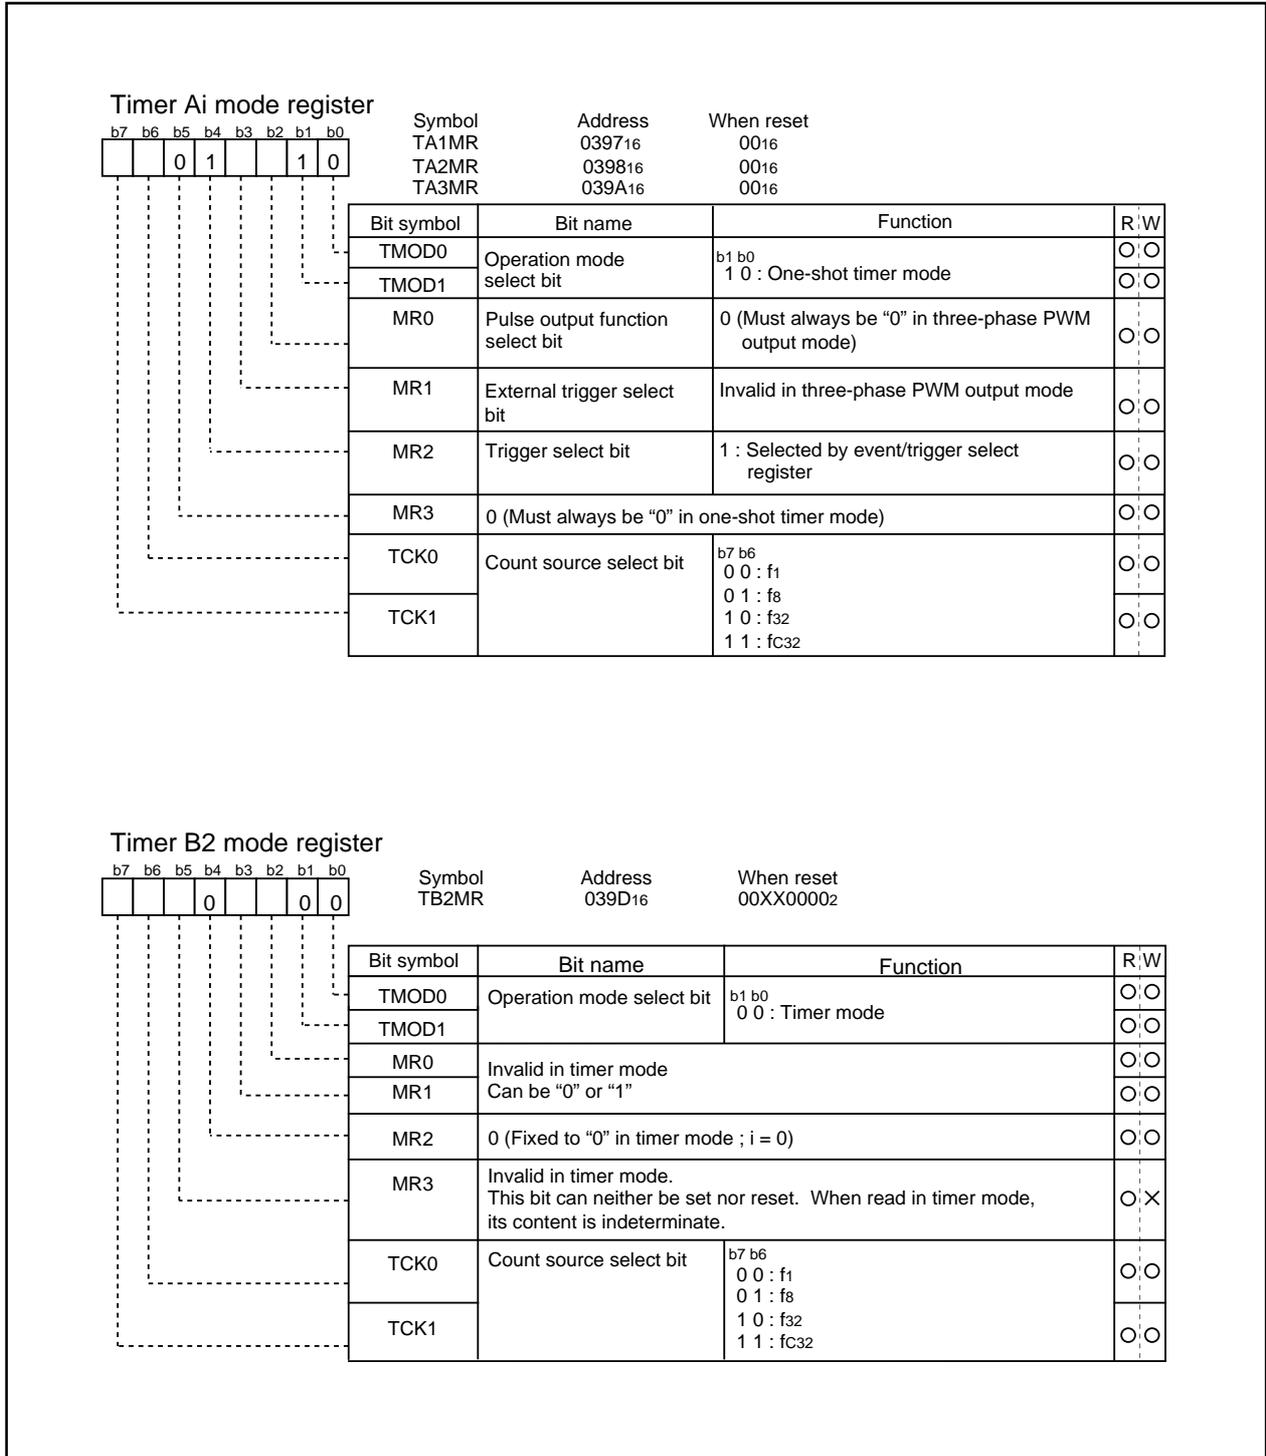 Timer Ai mode register
b7 b6 b5 b4 b3 b2 b1 b0
0 1 1 0
Symbol Address When reset
TA1MR 039716 0016
TA2MR 039816 0016
TA3MR 039A16 0016
Bit symbol Bit name Function R W
TMOD0 Operation mode select bit b1 b0
TMOD1 1 0 : One-shot timer mode
MR0 Pulse output function 0 (Must always be “0” in three-phase PWM
select bit output mode)
MR1 External trigger select Invalid in three-phase PWM output mode
bit
MR2 Trigger select bit 1 : Selected by event/trigger select
register
MR3 0 (Must always be “0” in one-shot timer mode)
TCK0 Count source select bit b7 b6
0 0 : f1
0 1 : f8
TCK1 1 0 : f32
1 1 : fC32
Timer B2 mode register
b7 b6 b5 b4 b3 b2 b1 b0
0 0 0
Symbol Address When reset
TB2MR 039D16 00XX00002
Bit symbol Bit name Function R W
TMOD0 Operation mode select bit b1 b0
0 0 : Timer mode
TMOD1
MR0 Invalid in timer mode
MR1 Can be “0” or “1”
MR2 0 (Fixed to “0” in timer mode ; i = 0)
MR3 Invalid in timer mode.
This bit can neither be set nor reset. When read in timer mode,
its content is indeterminate.
TCK0 Count source select bit b7 b6
0 0 : f1
0 1 : f8
TCK1 1 0 : f32
1 1 : fC32